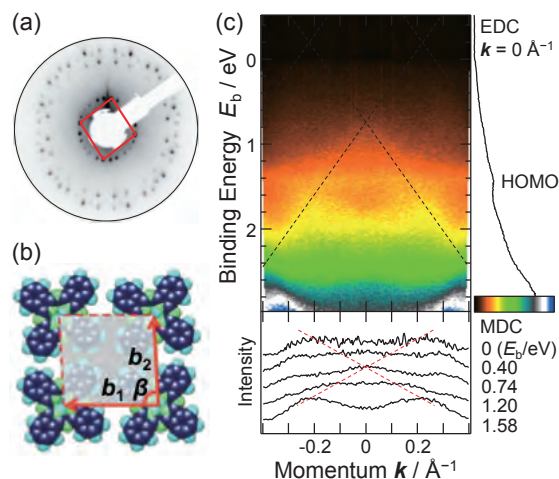 (a)
(b)
b₁ β
b₂
(c)
Binding Energy E_b / eV
0
1
2
EDC
k = 0 Å⁻¹
HOMO
MDC
0 (E_b/eV)
0.40
0.74
1.20
1.58
Intensity
-0.2 0 0.2
Momentum k / Å⁻¹